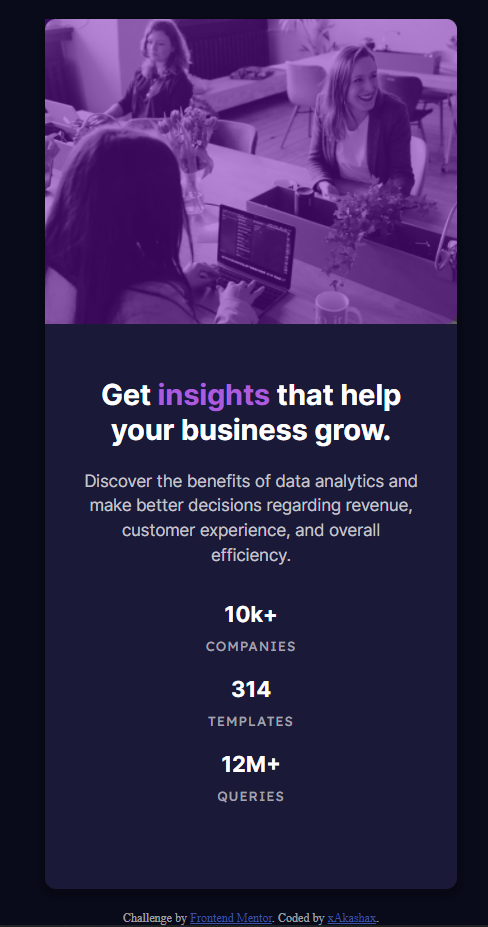 Get insights that help
your business grow.
Discover the benefits of data analytics and
make better decisions regarding revenue,
customer experience, and overall
efficiency.
10k+
COMPANIES
314
TEMPLATES
12M+
QUERIES
Challenge by Frontend Mentor. Coded by xAkashax.